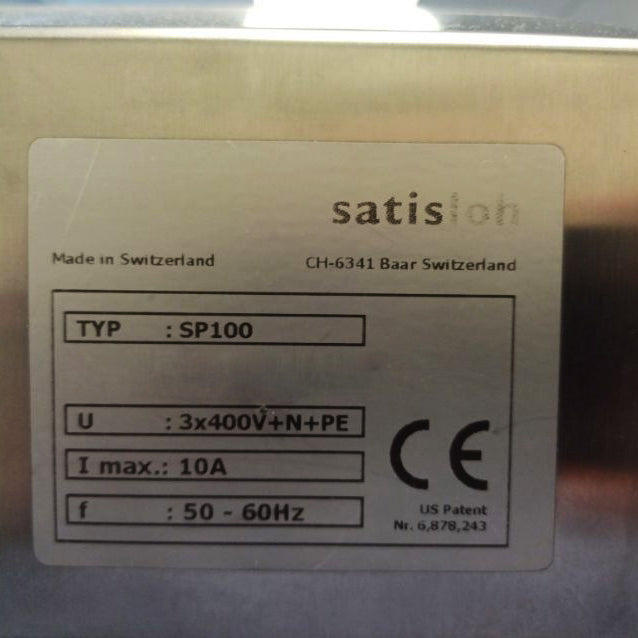 satisloh
Made in Switzerland
CH-6341 Baar Switzerland
TYP : SP100
U : 3x400V+N+PE
I max.: 10A
f : 50 - 60Hz
CE
US Patent
Nr. 6,878,243